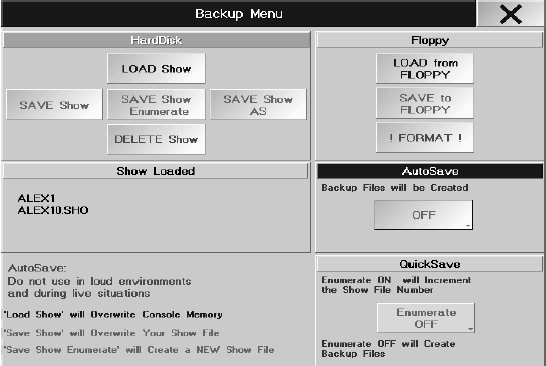 Backup Menu
HardDisk
LOAD Show
SAVE Show
SAVE Show
Enumerate
SAVE Show
AS
DELETE Show
Floppy
LOAD from
FLOPPY
SAVE to
FLOPPY
! FORMAT !
Show Loaded
ALEX1
ALEX10.SHO
AutoSave
Backup Files will be Created
OFF
AutoSave:
Do not use in loud environments
and during live situations
'Load Show' will Overwrite Console Memory
'Save Show' will Overwrite Your Show File
'Save Show Enumerate' will Create a NEW Show File
QuickSave
Enumerate ON will Increment
the Show File Number
Enumerate
OFF
Enumerate OFF will Create
Backup Files